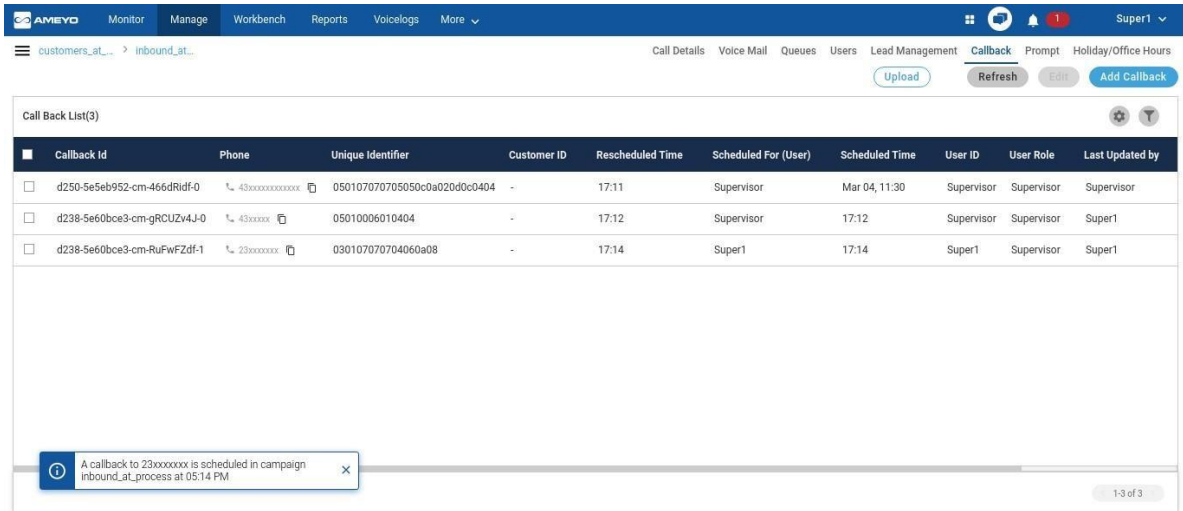 AMEYO Monitor Manage Workbench Reports Voicelogs More 1 Super1
customers_at_... > inbound_at... Call Details Voice Mail Queues Users Lead Management Callback Prompt Holiday/Office Hours
Upload Refresh Edit Add Callback
Call Back List(3)
Callback Id Phone Unique Identifier Customer ID Rescheduled Time Scheduled For (User) Scheduled Time User ID User Role Last Updated by
d250-5e5eb952-cm-466dRidf-0 43xxxxxxxxxxx 050107070705050c0a020d0c0404 - 17:11 Supervisor Mar 04, 11:30 Supervisor Supervisor Supervisor
d238-5e60bce3-cm-gRCUZv4J-0 43xxxxx 05010006010404 - 17:12 Supervisor 17:12 Supervisor Supervisor Super1
d238-5e60bce3-cm-RuFwFZdf-1 23xxxxxxx 030107070704060a08 - 17:14 Super1 17:14 Super1 Supervisor Super1
A callback to 23xxxxxxx is scheduled in campaign
inbound_at_process at 05:14 PM
1-3 of 3